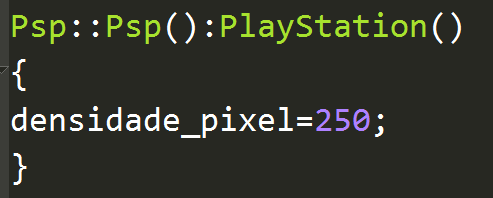 Psp::Psp():PlayStation()
{
densidade_pixel=250;
}